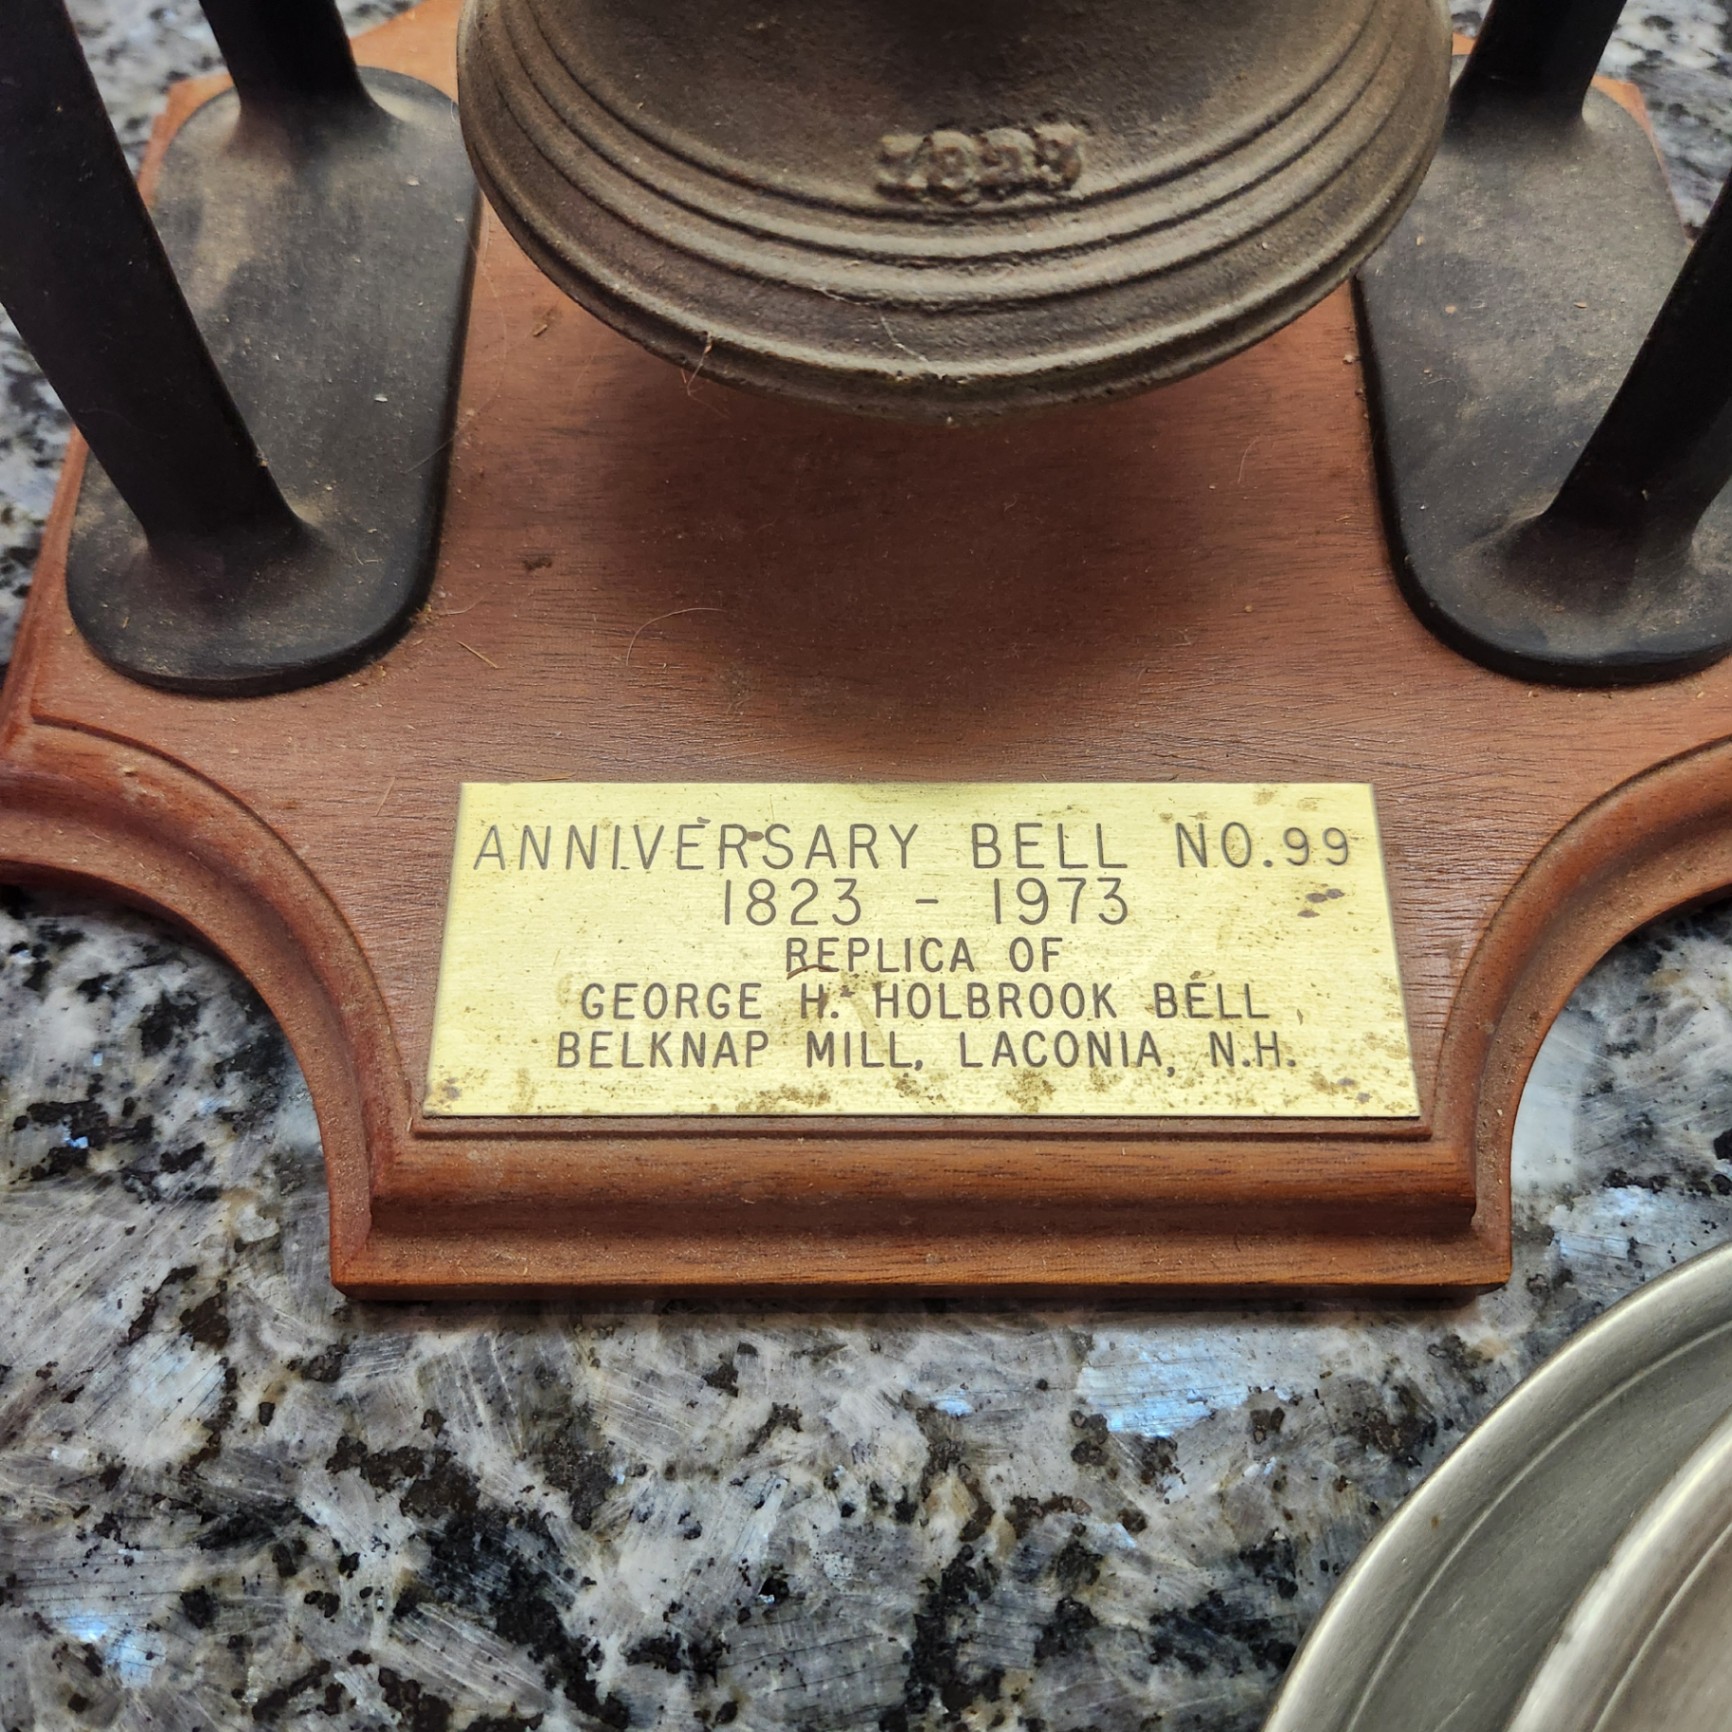 ANNIVERSARY BELL NO. 99
1823 - 1973
REPLICA OF
GEORGE H. HOLBROOK BELL
BELKNAP MILL, LACONIA, N.H.